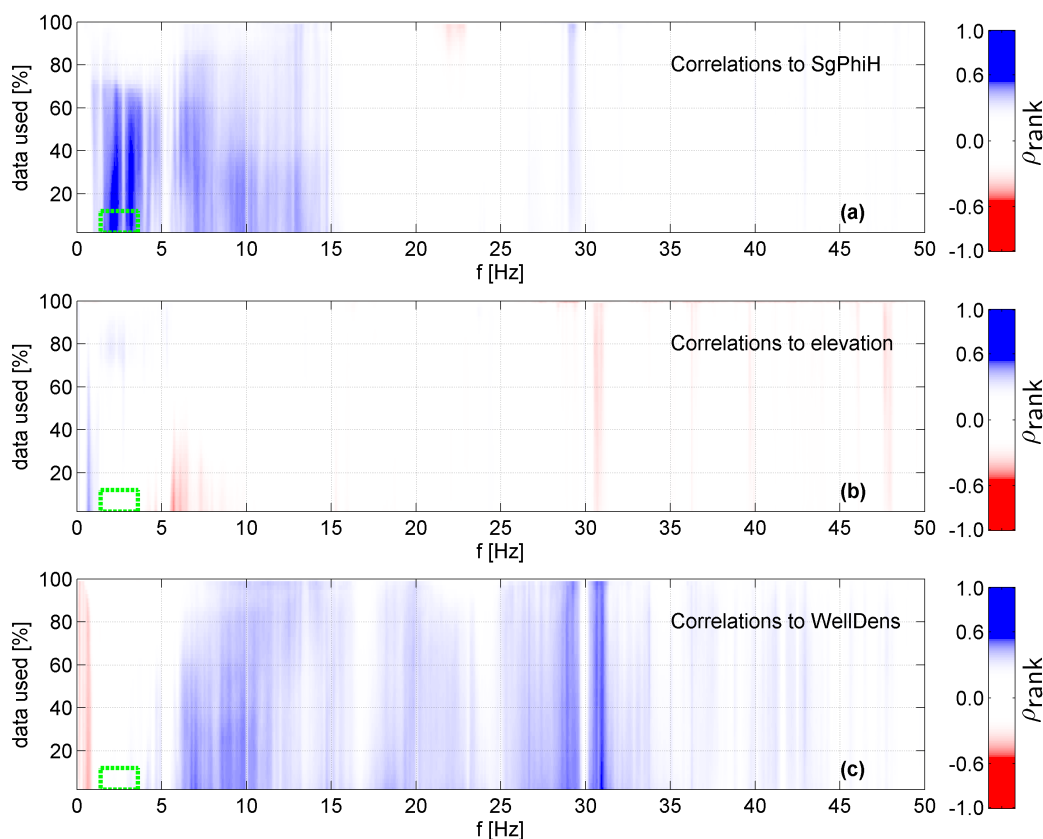 100
80
60
40
20
data used [%]
Correlations to SgPhiH
(a)
0 5 10 15 20 25 30 35 40 45 50
f [Hz]
1.0
0.6
0.0
-0.6
-1.0
ρrank
100
80
60
40
20
data used [%]
Correlations to elevation
(b)
0 5 10 15 20 25 30 35 40 45 50
f [Hz]
1.0
0.6
0.0
-0.6
-1.0
ρrank
100
80
60
40
20
data used [%]
Correlations to WellDens
(c)
0 5 10 15 20 25 30 35 40 45 50
f [Hz]
1.0
0.6
0.0
-0.6
-1.0
ρrank